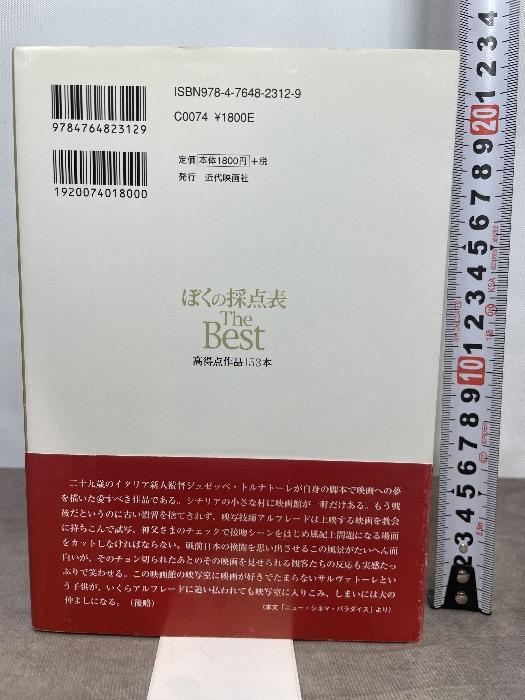 ISBN978-4-7648-2312-9
C0074 ¥1800E
9784764823129
定価 本体1800円 +税
発行 近代映画社
1920074018000
ぼくの採点表
The
Best
高得点作品153本
二十九歳のイタリア新人監督ジュゼッペ・トルナトーレが自身の脚本で映画への夢
を描いた愛すべき佳品である。シチリアの小さな村に映画館が一軒だけある。もう戦
後だというのに古い慣習を捨てきれず、映写技師アルフレードは上映する映画を教会
に持ちこんで試写、神父さまのチェックで接吻シーンをはじめ風紀上問題になる場面
をカットしなければならない。戦前日本の検閲を思い出させるこの風景がたいへん面
白いが、そのチョン切られたあとのその映画を見せられる観客たちの反応も実感たっ
ぷりで笑わせる。この映画館の映写室に映画が好きでたまらないサルヴァトーレとい
う子供が、いくらアルフレードに追い払われても映写室に入りこみ、しまいには大の
仲よしになる。（後略）
（本文「ニュー・シネマ・パラダイス」より）
1 2 3 4 5 6 7 8 9 10 1 2 3 4 5 6 7 8 9 20 1 2 3 4
KSA
5.5m